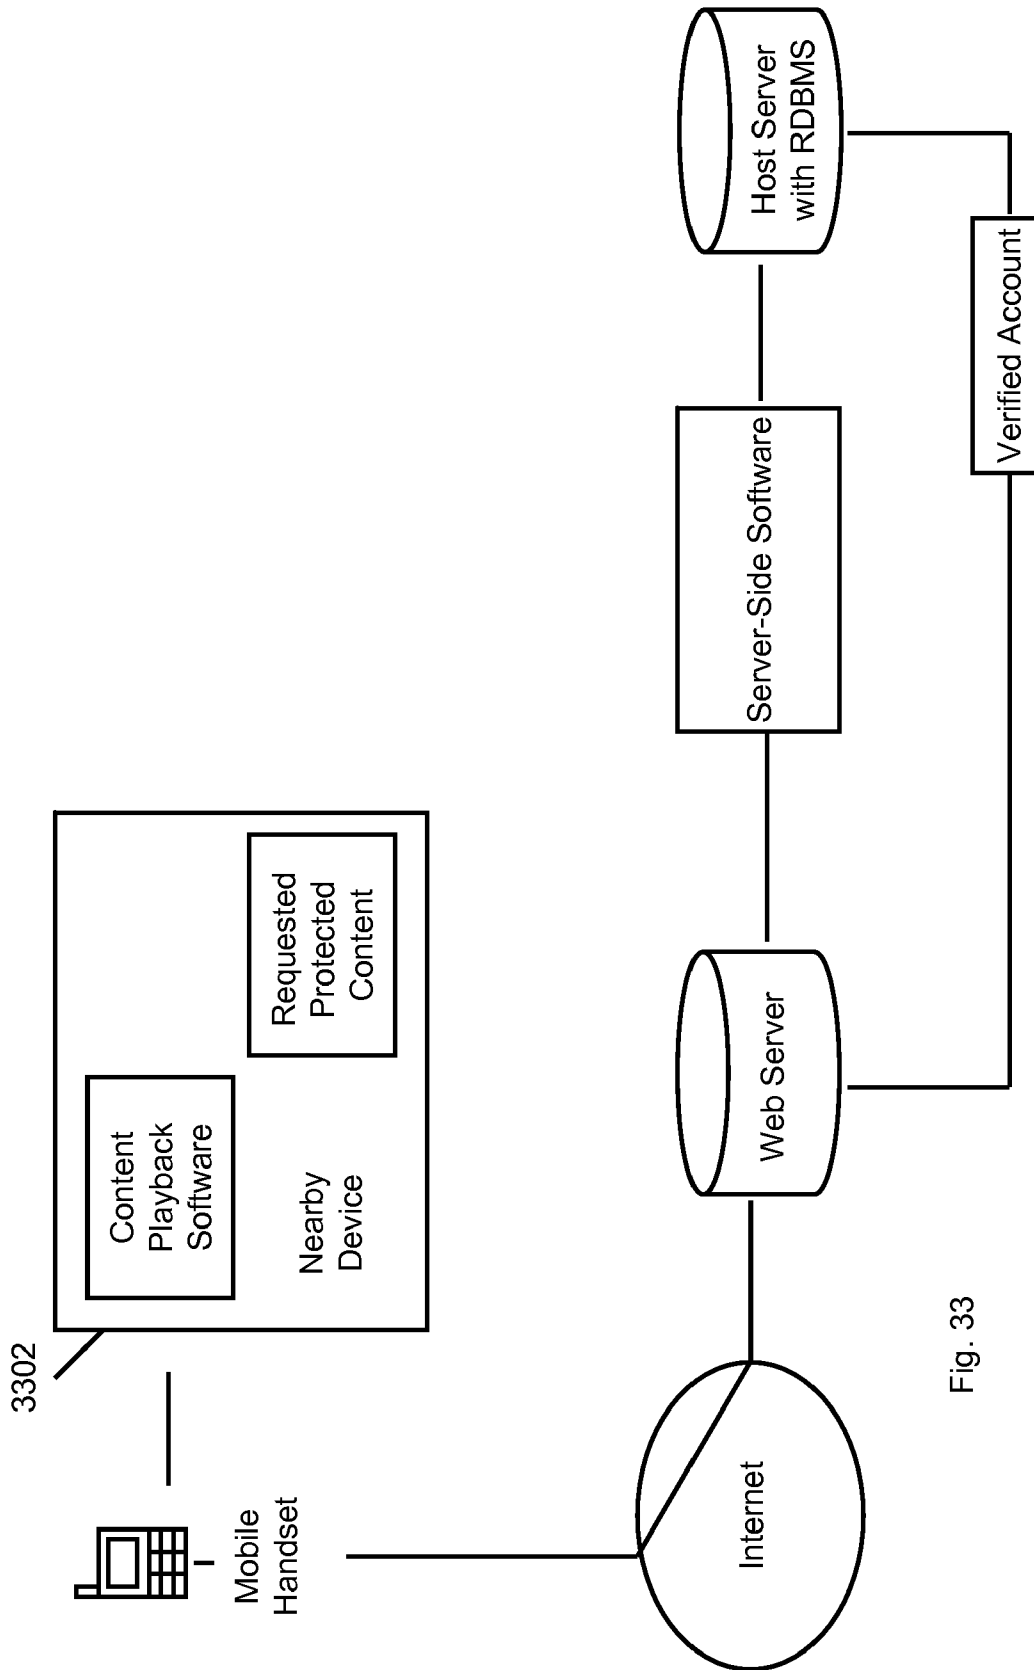 3302
Mobile
Handset
Content
Playback
Software
Nearby
Device
Requested
Protected
Content
Internet
Web Server
Server-Side Software
Host Server
with RDBMS
Verified Account
Fig. 33